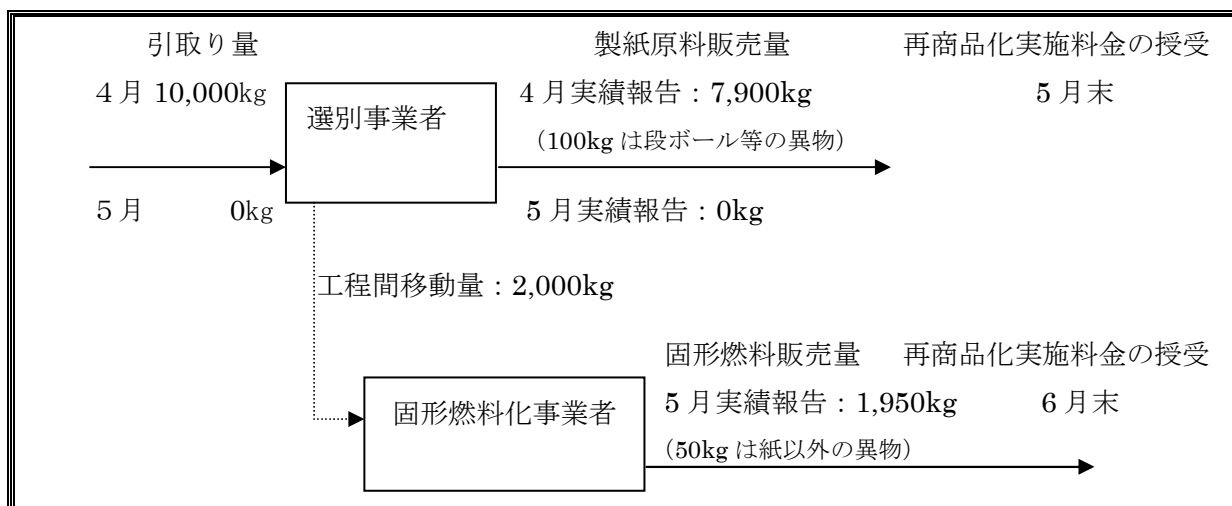 引取り量 製紙原料販売量 再商品化実施料金の授受
４月 10,000kg 選別事業者 4 月実績報告：7,900kg 5 月末
（100kg は段ボール等の異物）
５月 0kg 5 月実績報告：0kg
工程間移動量：2,000kg
固形燃料販売量 再商品化実施料金の授受
固形燃料化事業者 5 月実績報告：1,950kg 6 月末
（50kg は紙以外の異物）